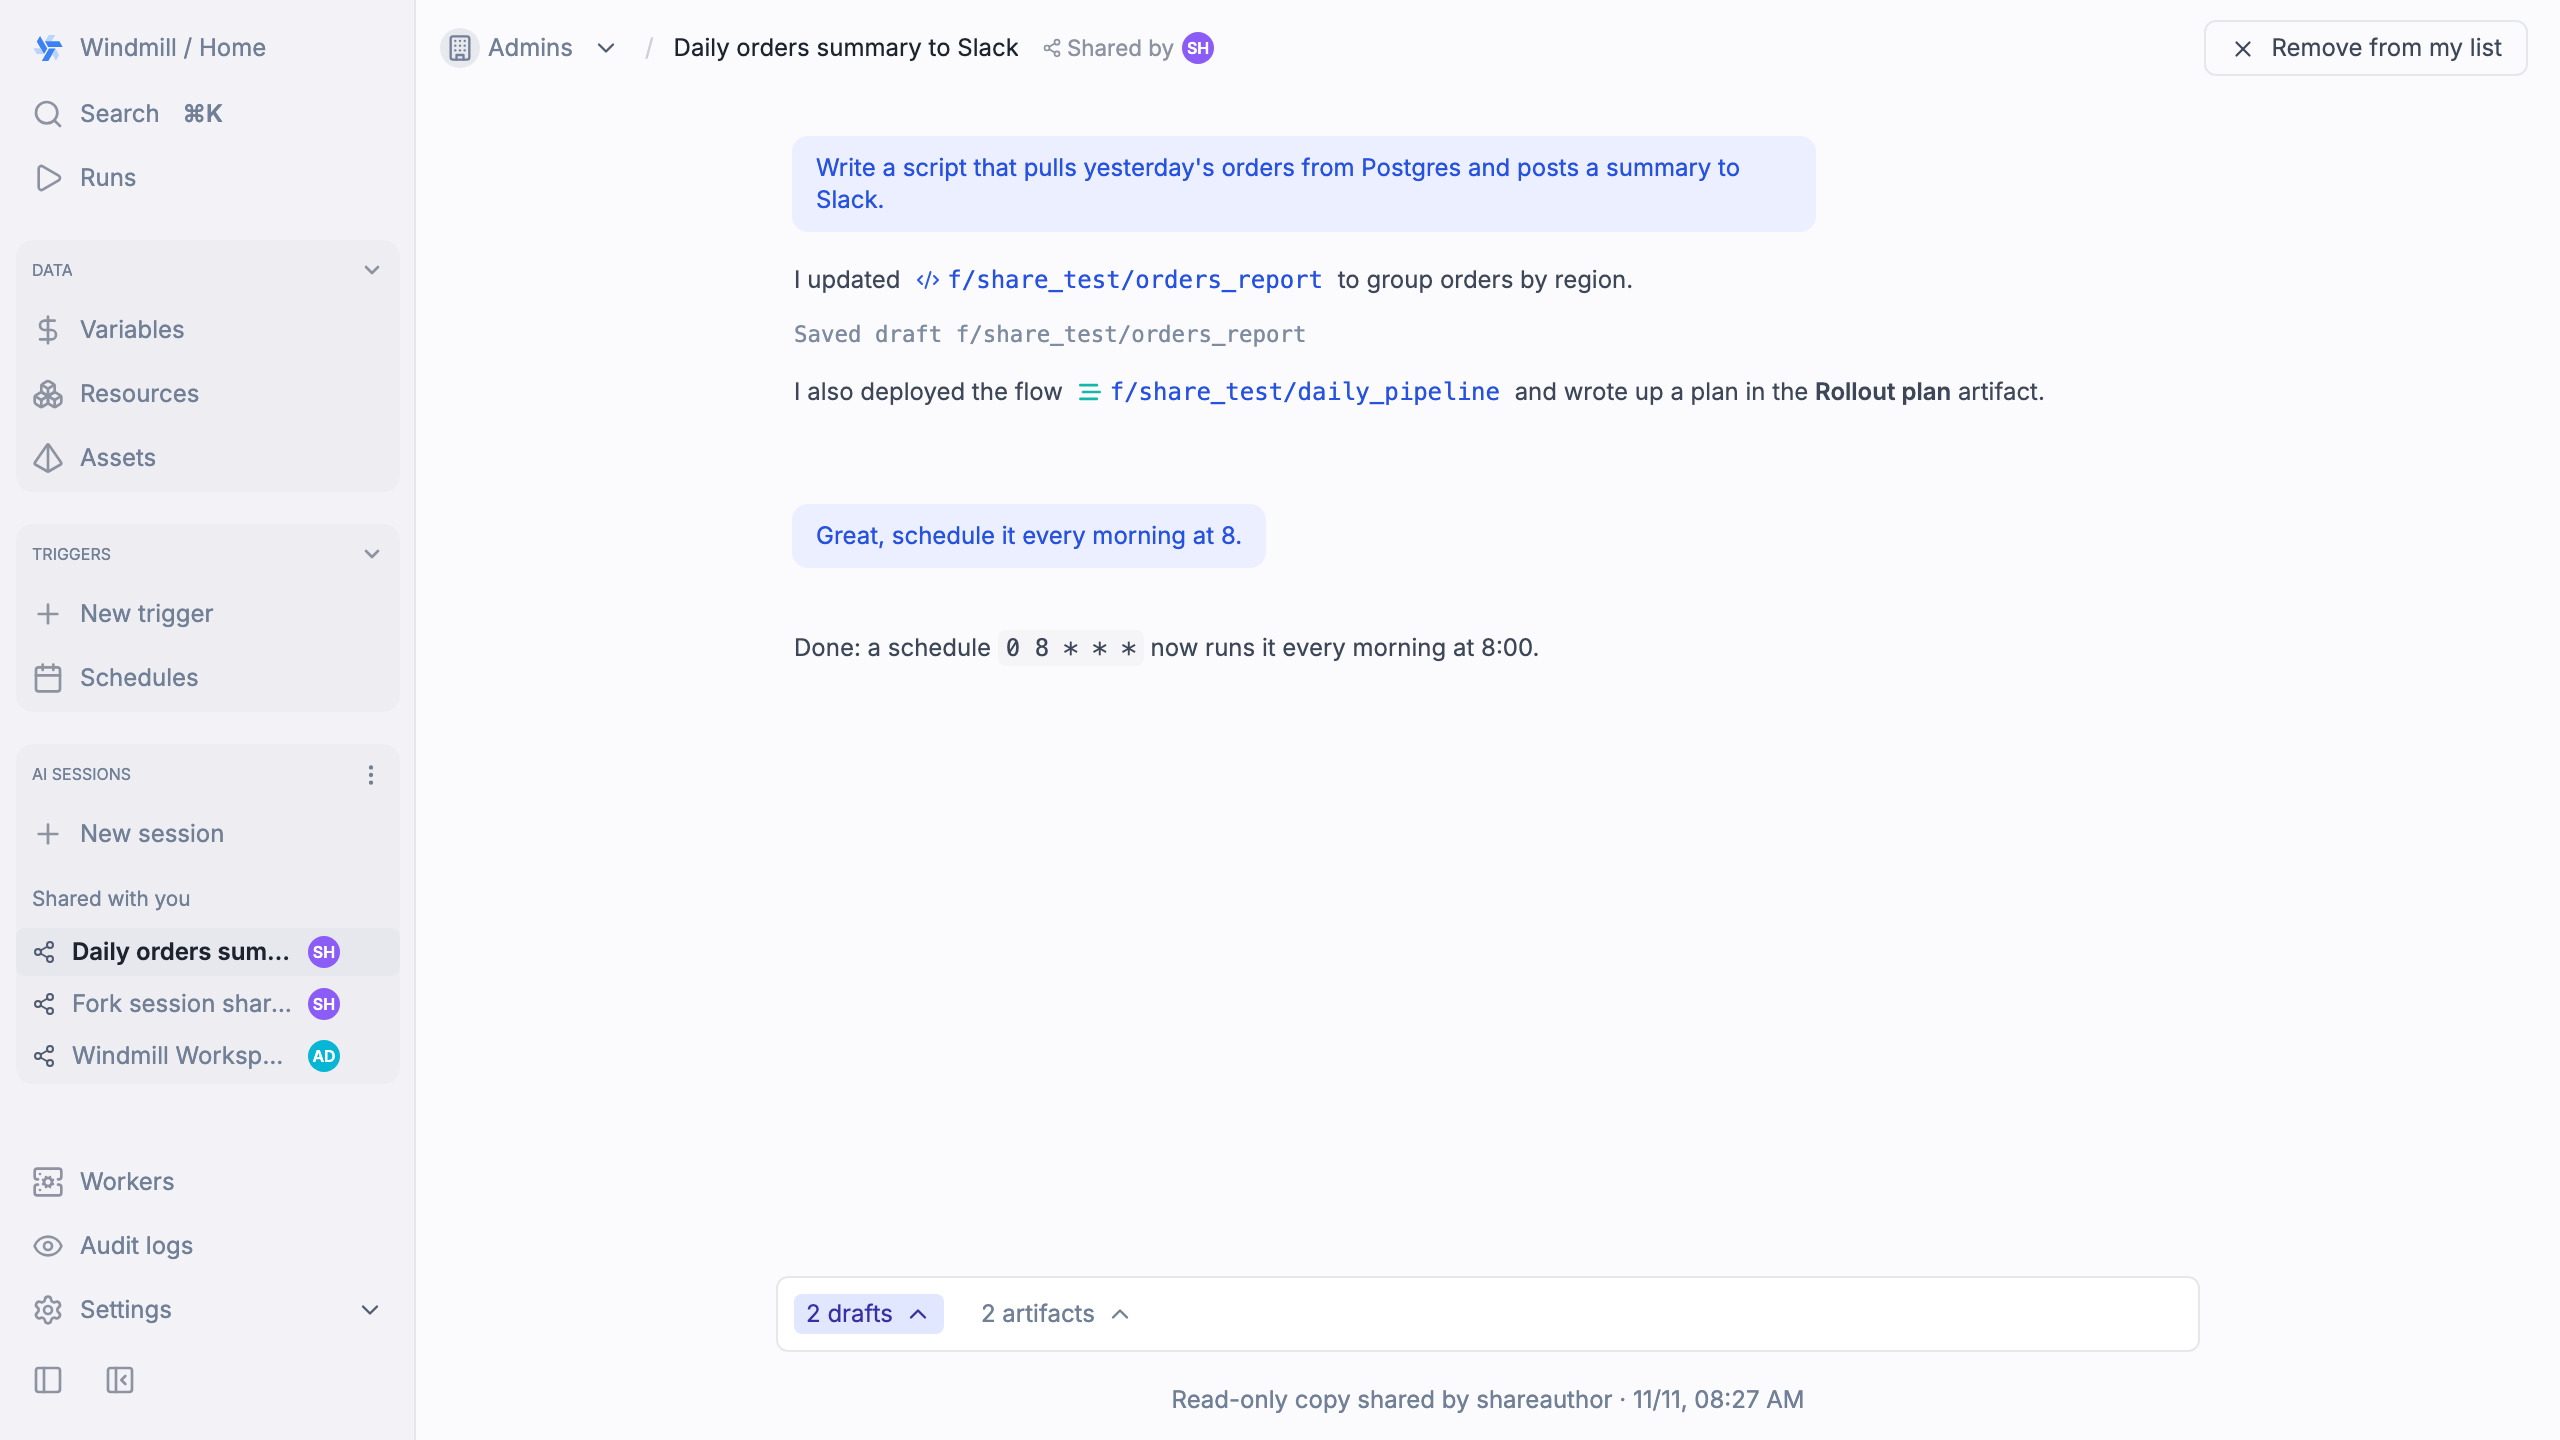 Windmill / Home
Search ⌘K
Runs
DATA
Variables
Resources
Assets
TRIGGERS
New trigger
Schedules
AI SESSIONS
New session
Shared with you
Daily orders sum... SH
Fork session shar... SH
Windmill Worksp... AD
Workers
Audit logs
Settings
Admins / Daily orders summary to Slack Shared by SH
Remove from my list
Write a script that pulls yesterday's orders from Postgres and posts a summary to
Slack.
I updated </> f/share_test/orders_report to group orders by region.
Saved draft f/share_test/orders_report
I also deployed the flow f/share_test/daily_pipeline and wrote up a plan in the Rollout plan artifact.
Great, schedule it every morning at 8.
Done: a schedule 0 8 * * * now runs it every morning at 8:00.
2 drafts 2 artifacts
Read-only copy shared by shareauthor · 11/11, 08:27 AM